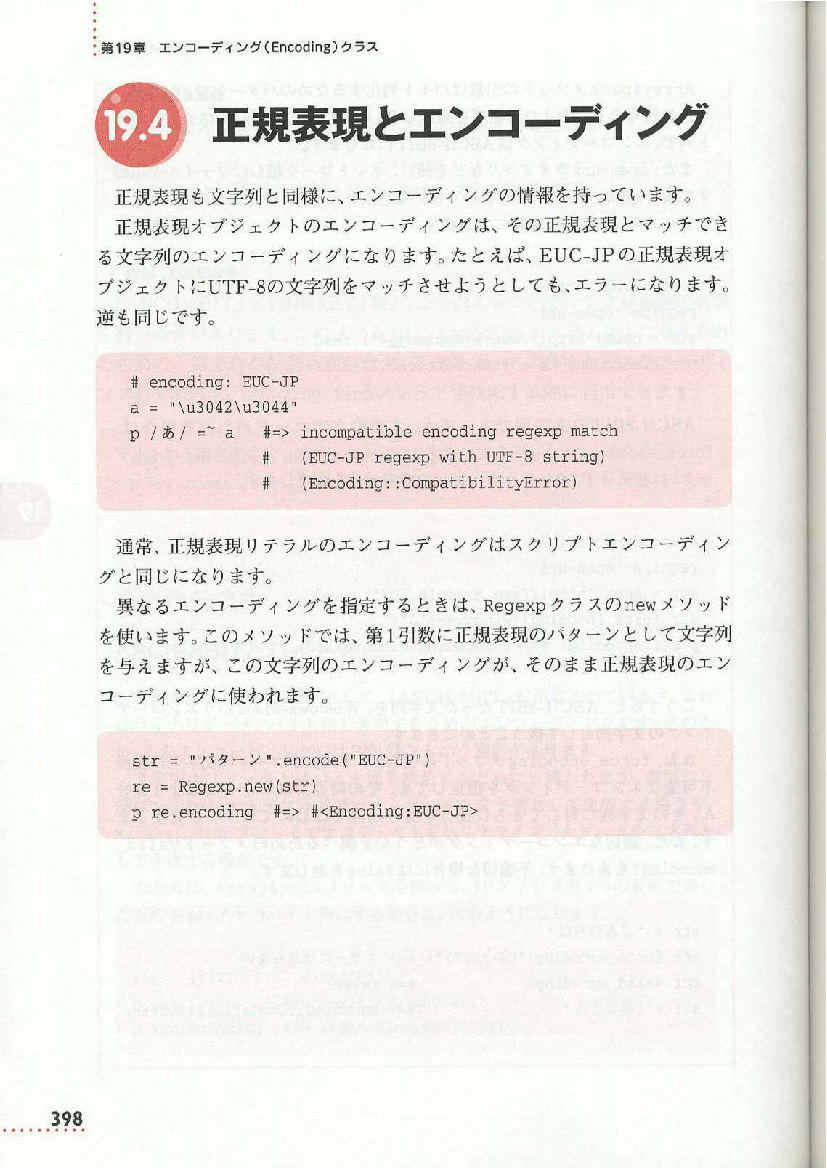 第19章　エンコーディング(Encoding)クラス
19.4 正規表現とエンコーディング
正規表現も文字列と同様に、エンコーディングの情報を持っています。
正規表現オブジェクトのエンコーディングは、その正規表現とマッチでき
る文字列のエンコーディングになります。たとえば、EUC-JPの正規表現オ
ブジェクトにUTF-8の文字列をマッチさせようとしても、エラーになります。
逆も同じです。
# encoding: EUC-JP
a = "\u3042\u3044"
p /あ/ =~ a #=> incompatible encoding regexp match
# (EUC-JP regexp with UTF-8 string)
# (Encoding::CompatibilityError)
通常、正規表現リテラルのエンコーディングはスクリプトエンコーディン
グと同じになります。
異なるエンコーディングを指定するときは、Regexpクラスのnewメソッド
を使います。このメソッドでは、第1引数に正規表現のパターンとして文字列
を与えますが、この文字列のエンコーディングが、そのまま正規表現のエン
コーディングに使われます。
str = "パターン".encode("EUC-JP")
re = Regexp.new(str)
p re.encoding #=> #<Encoding:EUC-JP>
398